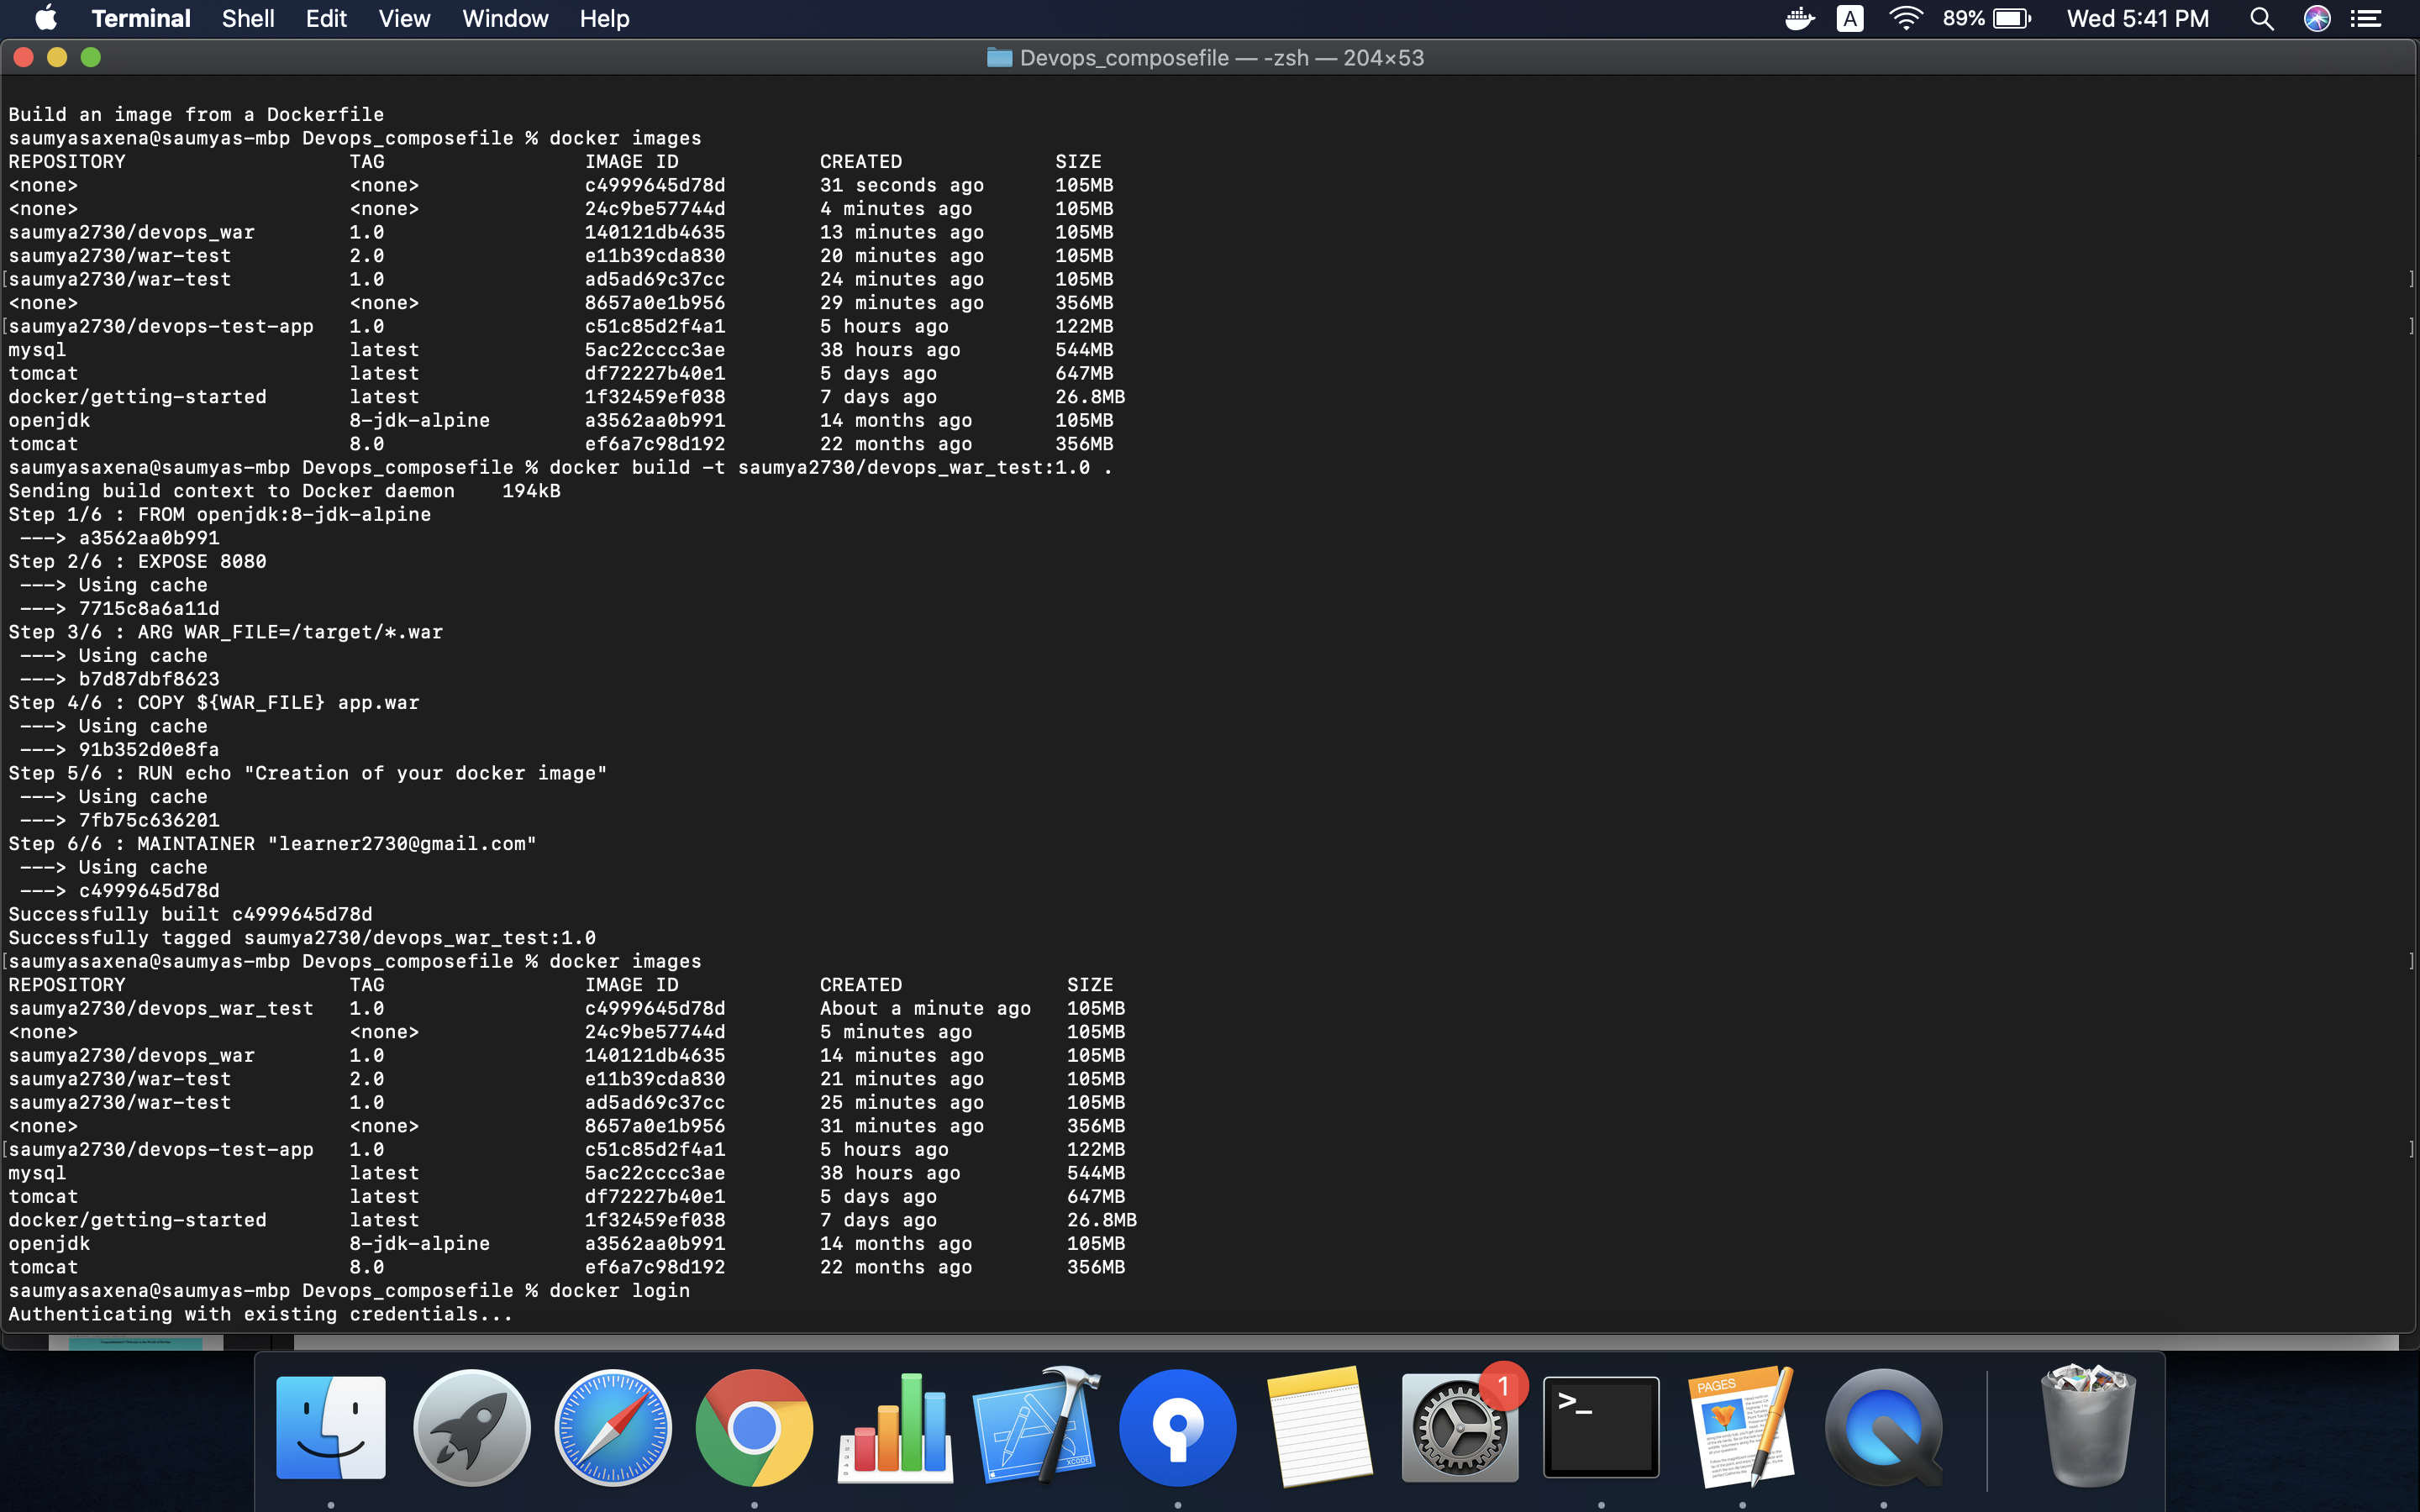 Terminal Shell Edit View Window Help A 89% Wed 5:41 PM
Devops_composefile — -zsh — 204×53
Build an image from a Dockerfile
saumyasaxena@saumyas-mbp Devops_composefile % docker images
REPOSITORY TAG IMAGE ID CREATED SIZE
<none> <none> c4999645d78d 31 seconds ago 105MB
<none> <none> 24c9be57744d 4 minutes ago 105MB
saumya2730/devops_war 1.0 140121db4635 13 minutes ago 105MB
saumya2730/war-test 2.0 e11b39cda830 20 minutes ago 105MB
[saumya2730/war-test 1.0 ad5ad69c37cc 24 minutes ago 105MB ]
<none> <none> 8657a0e1b956 29 minutes ago 356MB
[saumya2730/devops-test-app 1.0 c51c85d2f4a1 5 hours ago 122MB ]
mysql latest 5ac22cccc3ae 38 hours ago 544MB
tomcat latest df72227b40e1 5 days ago 647MB
docker/getting-started latest 1f32459ef038 7 days ago 26.8MB
openjdk 8-jdk-alpine a3562aa0b991 14 months ago 105MB
tomcat 8.0 ef6a7c98d192 22 months ago 356MB
saumyasaxena@saumyas-mbp Devops_composefile % docker build -t saumya2730/devops_war_test:1.0 .
Sending build context to Docker daemon 194kB
Step 1/6 : FROM openjdk:8-jdk-alpine
---> a3562aa0b991
Step 2/6 : EXPOSE 8080
---> Using cache
---> 7715c8a6a11d
Step 3/6 : ARG WAR_FILE=/target/*.war
---> Using cache
---> b7d87dbf8623
Step 4/6 : COPY ${WAR_FILE} app.war
---> Using cache
---> 91b352d0e8fa
Step 5/6 : RUN echo "Creation of your docker image"
---> Using cache
---> 7fb75c636201
Step 6/6 : MAINTAINER "learner2730@gmail.com"
---> Using cache
---> c4999645d78d
Successfully built c4999645d78d
Successfully tagged saumya2730/devops_war_test:1.0
[saumyasaxena@saumyas-mbp Devops_composefile % docker images ]
REPOSITORY TAG IMAGE ID CREATED SIZE
saumya2730/devops_war_test 1.0 c4999645d78d About a minute ago 105MB
<none> <none> 24c9be57744d 5 minutes ago 105MB
saumya2730/devops_war 1.0 140121db4635 14 minutes ago 105MB
saumya2730/war-test 2.0 e11b39cda830 21 minutes ago 105MB
saumya2730/war-test 1.0 ad5ad69c37cc 25 minutes ago 105MB
<none> <none> 8657a0e1b956 31 minutes ago 356MB
[saumya2730/devops-test-app 1.0 c51c85d2f4a1 5 hours ago 122MB ]
mysql latest 5ac22cccc3ae 38 hours ago 544MB
tomcat latest df72227b40e1 5 days ago 647MB
docker/getting-started latest 1f32459ef038 7 days ago 26.8MB
openjdk 8-jdk-alpine a3562aa0b991 14 months ago 105MB
tomcat 8.0 ef6a7c98d192 22 months ago 356MB
saumyasaxena@saumyas-mbp Devops_composefile % docker login
Authenticating with existing credentials...
1
>_
PAGES
XCODE